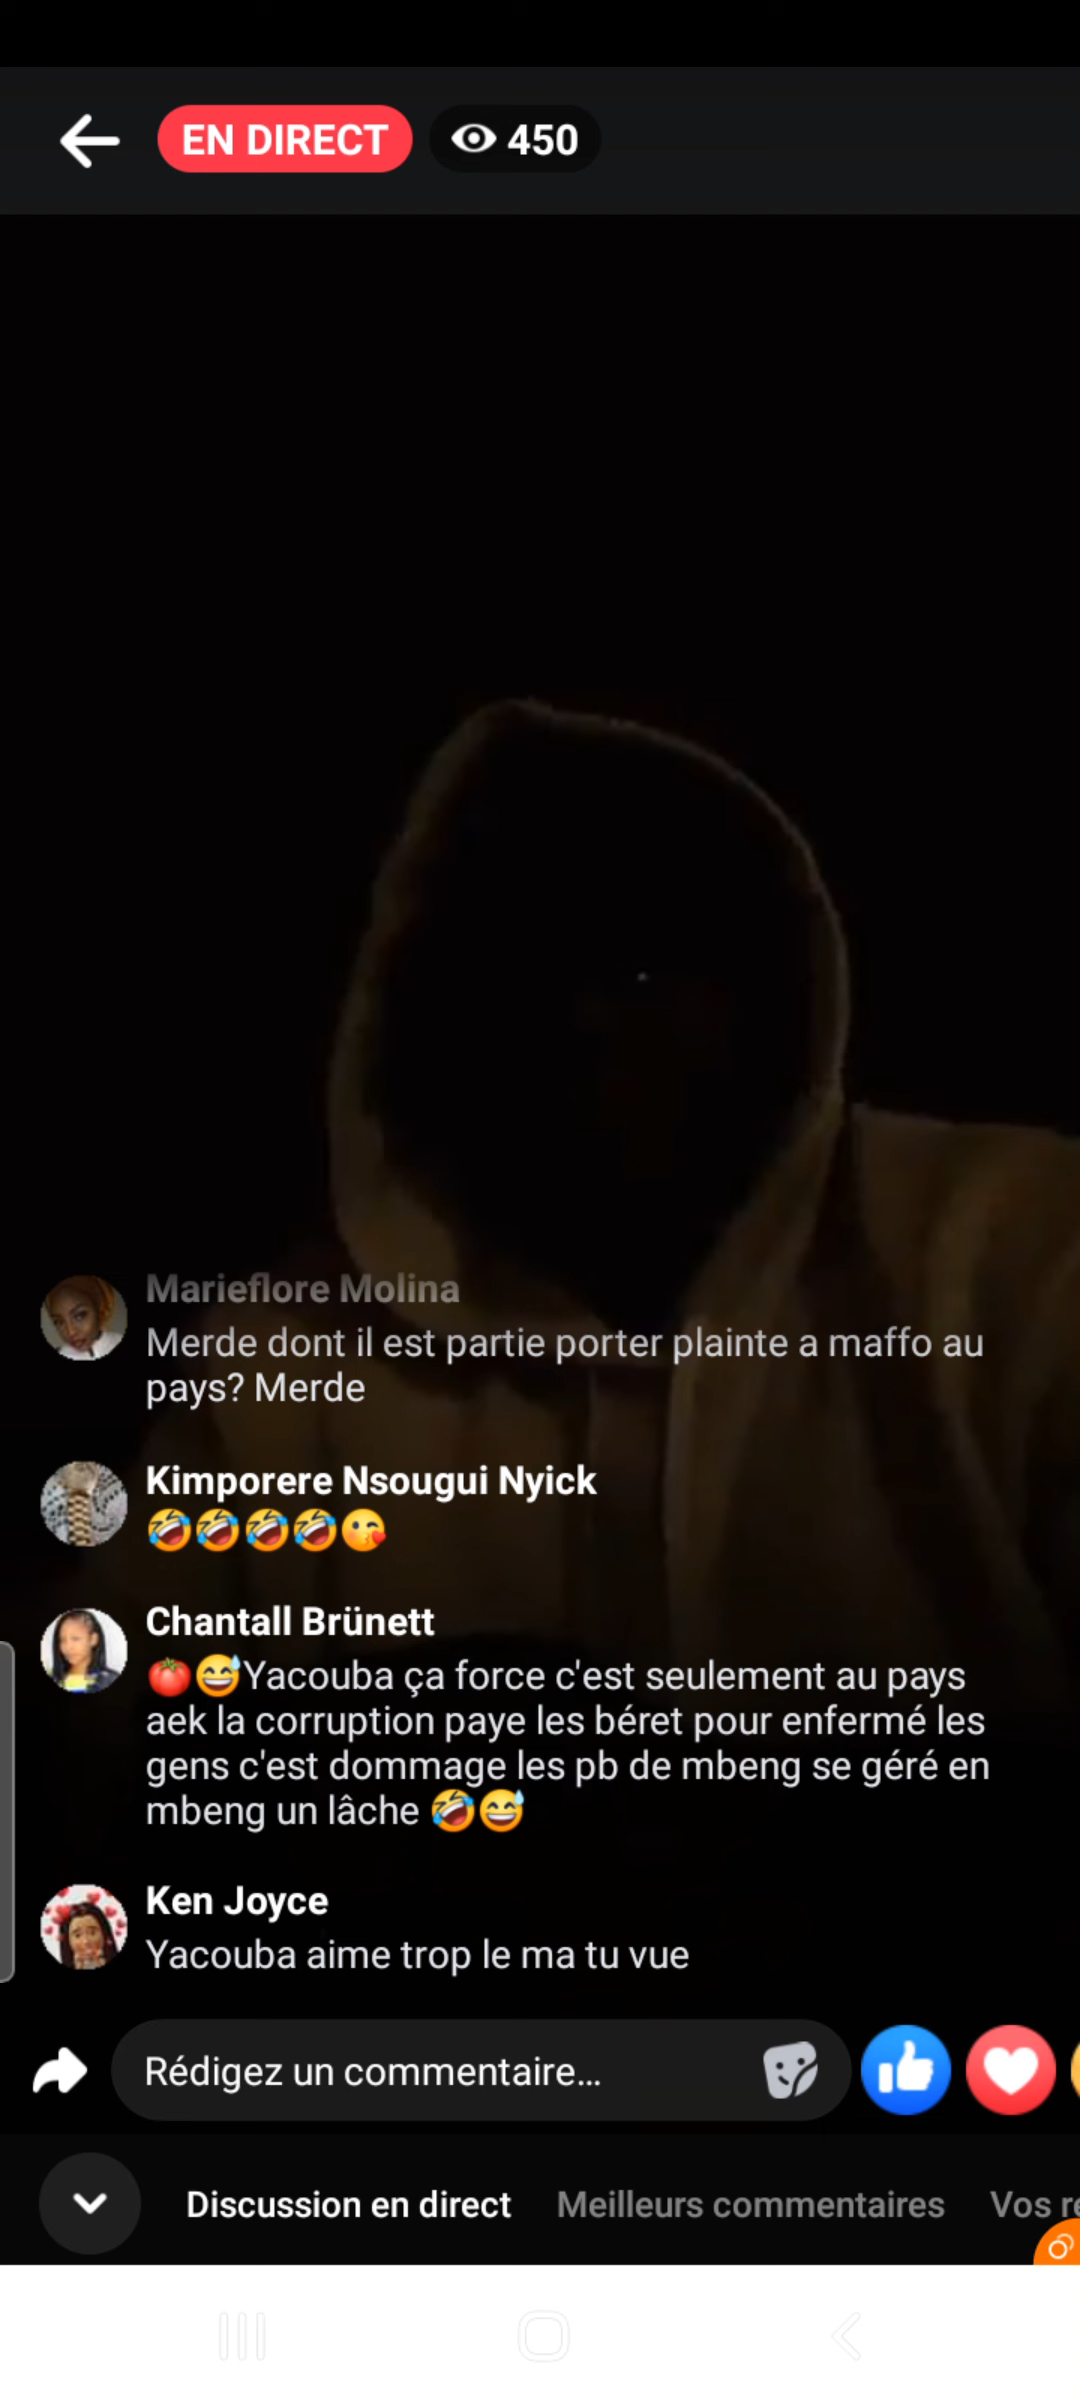 EN DIRECT 450
Marieflore Molina
Merde dont il est partie porter plainte a maffo au
pays? Merde
Kimporere Nsougui Nyick
🤣🤣🤣🤣😘
Chantall Brünett
🍅😅Yacouba ça force c'est seulement au pays
aek la corruption paye les béret pour enfermé les
gens c'est dommage les pb de mbeng se géré en
mbeng un lâche 🤣😅
Ken Joyce
Yacouba aime trop le ma tu vue
Rédigez un commentaire...
Discussion en direct Meilleurs commentaires Vos